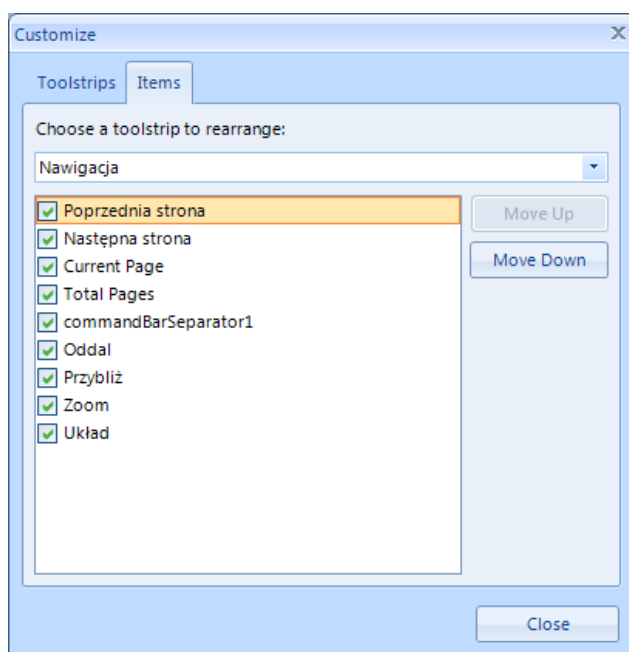 Customize
Toolstrips Items
Choose a toolstrip to rearrange:
Nawigacja
Poprzednia strona
Następna strona
Current Page
Total Pages
commandBarSeparator1
Oddal
Przybliż
Zoom
Układ
Move Up
Move Down
Close